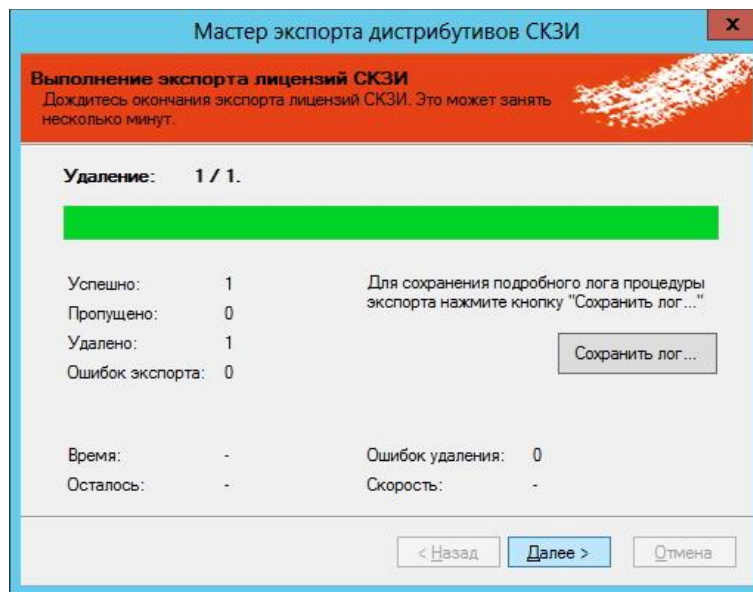 Мастер экспорта дистрибутивов СКЗИ
x
Выполнение экспорта лицензий СКЗИ
Дождитесь окончания экспорта лицензий СКЗИ. Это может занять
несколько минут.
Удаление: 1 / 1.
Успешно: 1
Пропущено: 0
Удалено: 1
Ошибок экспорта: 0
Для сохранения подробного лога процедуры
экспорта нажмите кнопку "Сохранить лог..."
Сохранить лог...
Время: -
Ошибок удаления: 0
Осталось: -
Скорость: -
< Назад
Далее >
Отмена